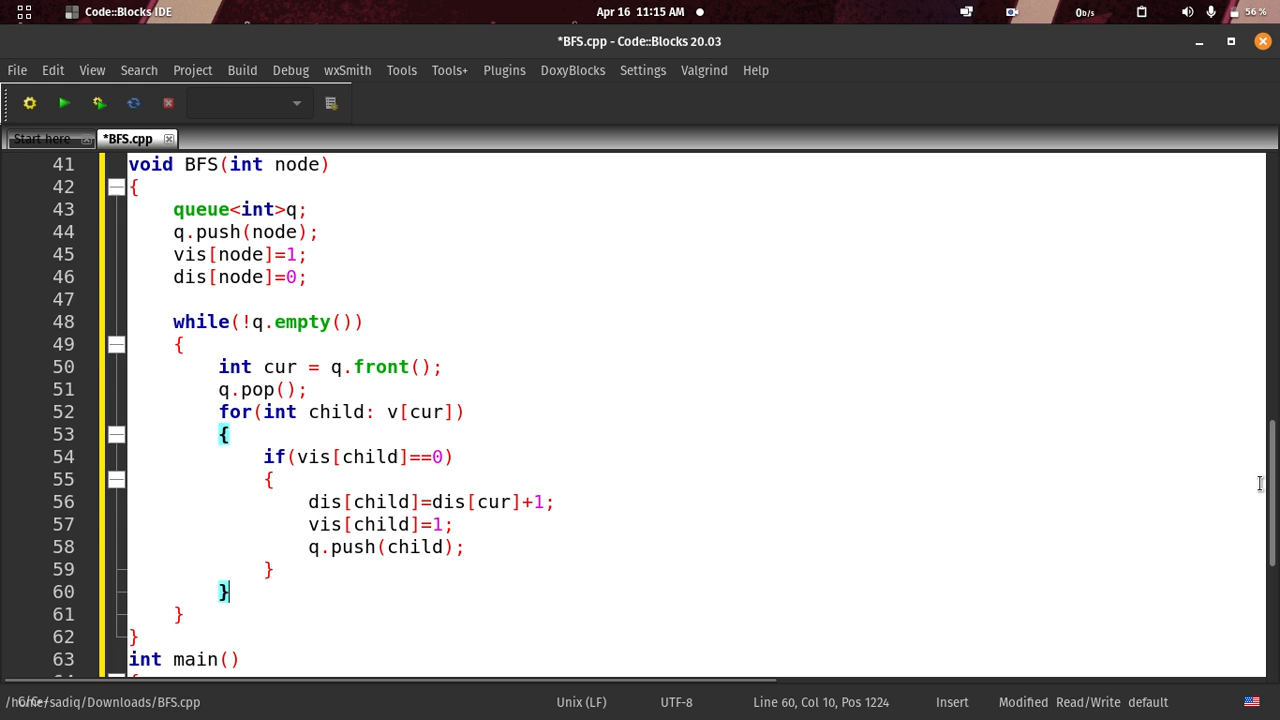 Code::Blocks IDE
Apr 16 11:15 AM
0b/s
56 %
*BFS.cpp - Code::Blocks 20.03
File Edit View Search Project Build Debug wxSmith Tools Tools+ Plugins DoxyBlocks Settings Valgrind Help
Start here *BFS.cpp
41 void BFS(int node)
42 {
43 queue<int>q;
44 q.push(node);
45 vis[node]=1;
46 dis[node]=0;
47
48 while(!q.empty())
49 {
50 int cur = q.front();
51 q.pop();
52 for(int child: v[cur])
53 {
54 if(vis[child]==0)
55 {
56 dis[child]=dis[cur]+1;
57 vis[child]=1;
58 q.push(child);
59 }
60 }
61 }
62 }
63 int main()
/home/sadiq/Downloads/BFS.cpp Unix (LF) UTF-8 Line 60, Col 10, Pos 1224 Insert Modified Read/Write default